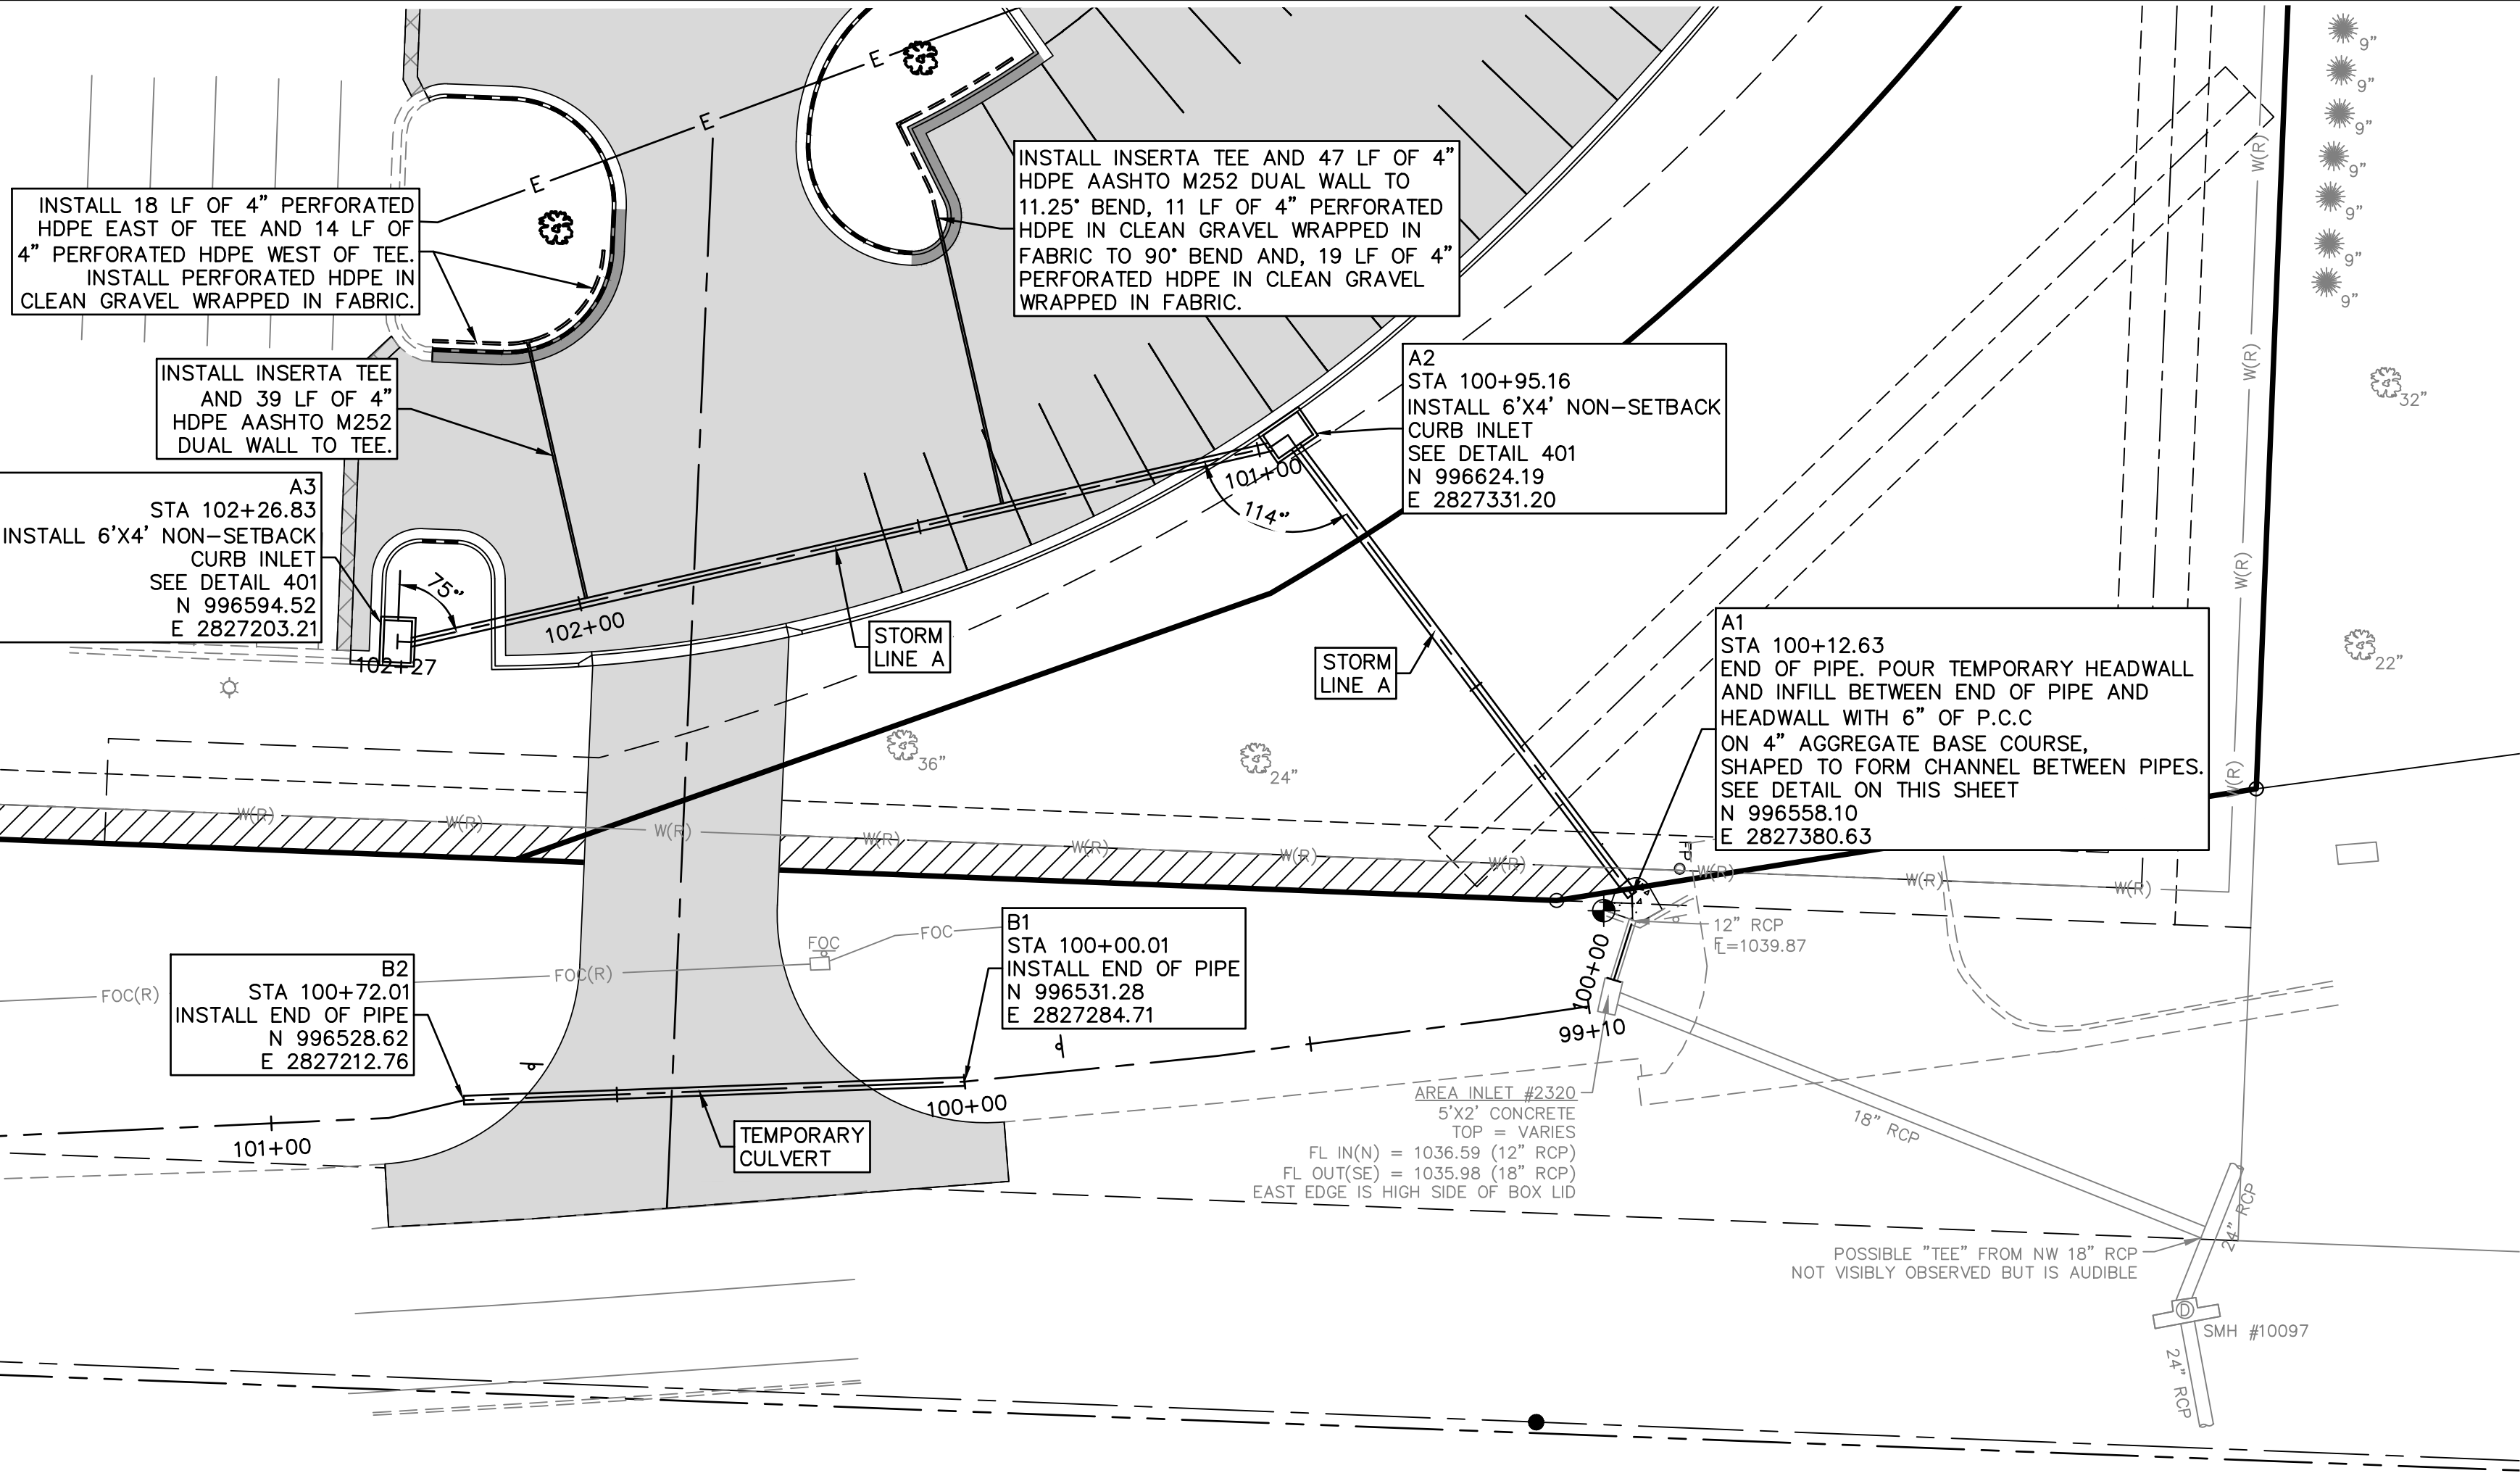 9"
9"
9"
9"
9"
9"
9"
E
E
E
INSTALL 18 LF OF 4" PERFORATED
HDPE EAST OF TEE AND 14 LF OF
4" PERFORATED HDPE WEST OF TEE.
INSTALL PERFORATED HDPE IN
CLEAN GRAVEL WRAPPED IN FABRIC.
INSTALL INSERTA TEE AND 47 LF OF 4"
HDPE AASHTO M252 DUAL WALL TO
11.25° BEND, 11 LF OF 4" PERFORATED
HDPE IN CLEAN GRAVEL WRAPPED IN
FABRIC TO 90° BEND AND, 19 LF OF 4"
PERFORATED HDPE IN CLEAN GRAVEL
WRAPPED IN FABRIC.
INSTALL INSERTA TEE
AND 39 LF OF 4"
HDPE AASHTO M252
DUAL WALL TO TEE.
A2
STA 100+95.16
INSTALL 6'X4' NON-SETBACK
CURB INLET
SEE DETAIL 401
N 996624.19
E 2827331.20
A3
STA 102+26.83
INSTALL 6'X4' NON-SETBACK
CURB INLET
SEE DETAIL 401
N 996594.52
E 2827203.21
W(R)
W(R)
W(R)
W(R)
32"
22"
101+00
114°
75°
102+00
102+27
STORM
LINE A
STORM
LINE A
A1
STA 100+12.63
END OF PIPE. POUR TEMPORARY HEADWALL
AND INFILL BETWEEN END OF PIPE AND
HEADWALL WITH 6" OF P.C.C
ON 4" AGGREGATE BASE COURSE,
SHAPED TO FORM CHANNEL BETWEEN PIPES.
SEE DETAIL ON THIS SHEET
N 996558.10
E 2827380.63
36"
24"
W(R)
W(R)
W(R)
W(R)
W(R)
W(R)
W(R)
W(R)
W(R)
W(R)
FP
12" RCP
FL=1039.87
100+00
99+10
B1
STA 100+00.01
INSTALL END OF PIPE
N 996531.28
E 2827284.71
FOC
FOC
FOC(R)
FOC(R)
B2
STA 100+72.01
INSTALL END OF PIPE
N 996528.62
E 2827212.76
100+00
101+00
TEMPORARY
CULVERT
AREA INLET #2320
5'X2' CONCRETE
TOP = VARIES
FL IN(N) = 1036.59 (12" RCP)
FL OUT(SE) = 1035.98 (18" RCP)
EAST EDGE IS HIGH SIDE OF BOX LID
18" RCP
24" RCP
POSSIBLE "TEE" FROM NW 18" RCP
NOT VISIBLY OBSERVED BUT IS AUDIBLE
D
SMH #10097
24" RCP